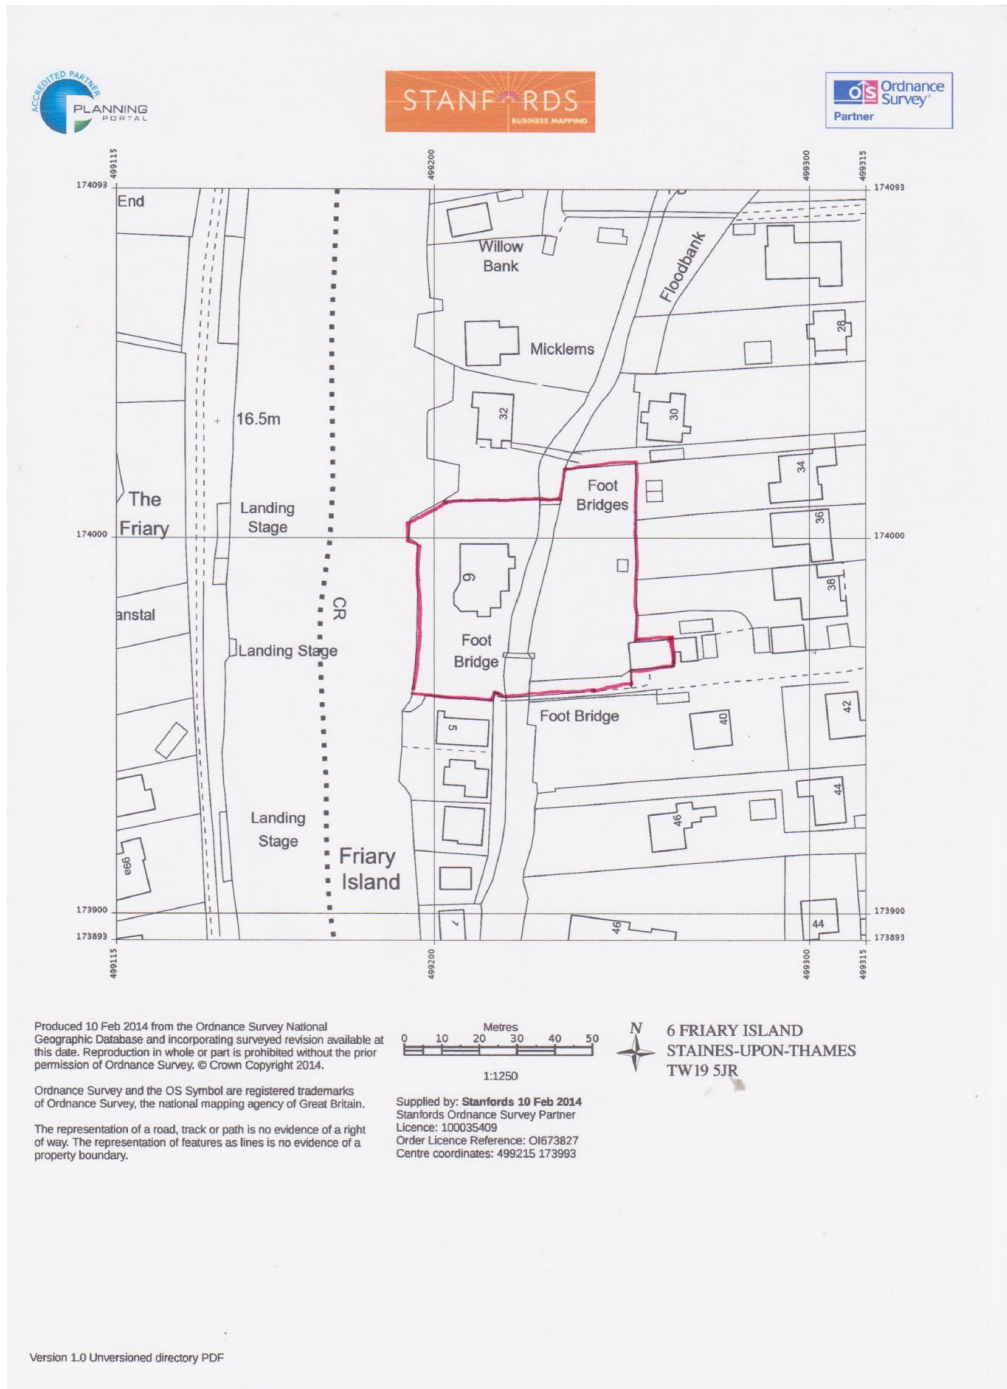 ACCREDITED PARTNER
PLANNING
PORTAL
STANFORDS
BUSINESS MAPPING
OS Ordnance
Survey®
Partner
499115
499200
499300
499315
174093
174093
End
Willow
Bank
Floodbank
28
Micklems
32
30
16.5m
34
The
Friary
Landing
Stage
Foot
Bridges
36
174000
174000
6
38
CR
anstal
Landing Stage
Foot
Bridge
Foot Bridge
5
40
42
44
46
Landing
Stage
99a
Friary
Island
173900
173900
173893
173893
1
46
44
499115
499200
499300
499315
Produced 10 Feb 2014 from the Ordnance Survey National
Geographic Database and incorporating surveyed revision available at
this date. Reproduction in whole or part is prohibited without the prior
permission of Ordnance Survey. © Crown Copyright 2014.
Ordnance Survey and the OS Symbol are registered trademarks
of Ordnance Survey, the national mapping agency of Great Britain.
The representation of a road, track or path is no evidence of a right
of way. The representation of features as lines is no evidence of a
property boundary.
Metres
0 10 20 30 40 50
1:1250
Supplied by: Stanfords 10 Feb 2014
Stanfords Ordnance Survey Partner
Licence: 100035409
Order Licence Reference: OI673827
Centre coordinates: 499215 173993
N
6 FRIARY ISLAND
STAINES-UPON-THAMES
TW19 5JR
Version 1.0 Unversioned directory PDF